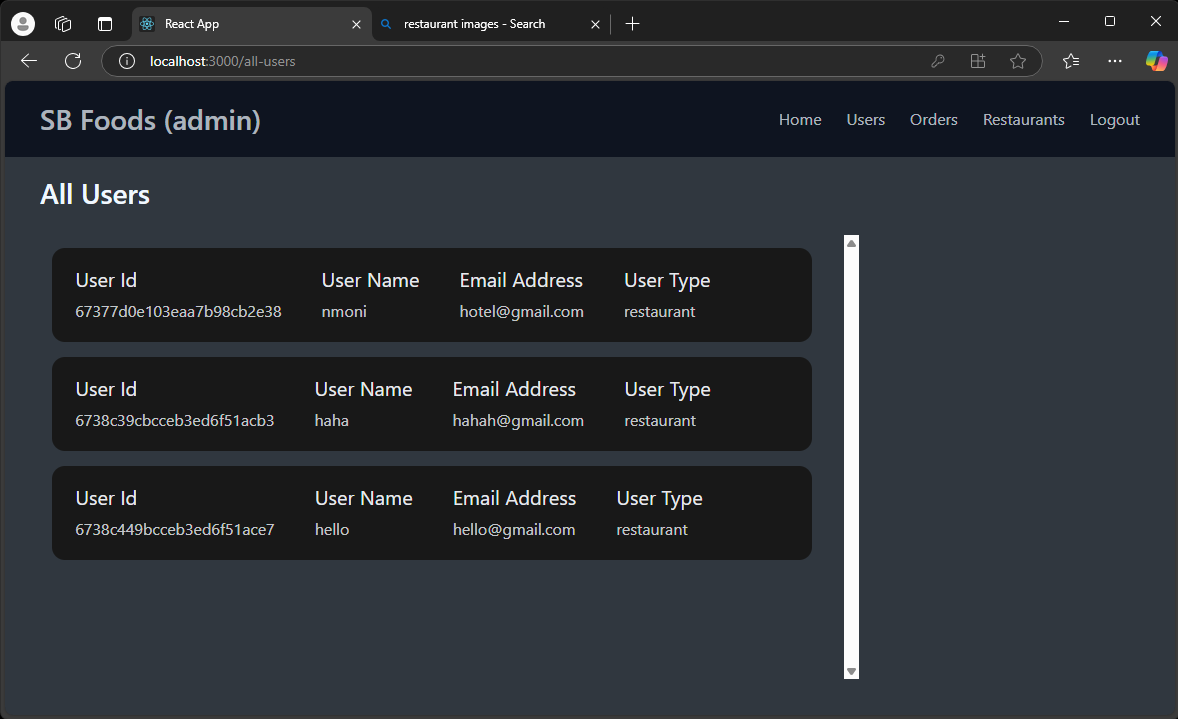 React App
restaurant images - Search
localhost:3000/all-users
SB Foods (admin)
Home Users Orders Restaurants Logout
All Users
User Id User Name Email Address User Type
67377d0e103eaa7b98cb2e38 nmoni hotel@gmail.com restaurant
User Id User Name Email Address User Type
6738c39cbcceb3ed6f51acb3 haha hahah@gmail.com restaurant
User Id User Name Email Address User Type
6738c449bcceb3ed6f51ace7 hello hello@gmail.com restaurant